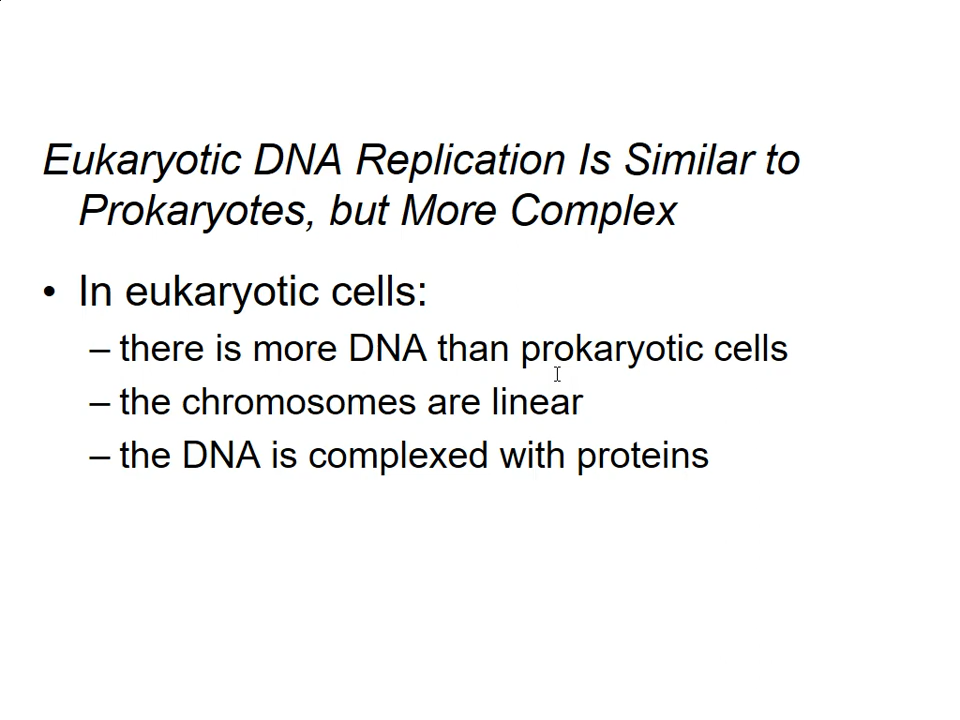 Eukaryotic DNA Replication Is Similar to
Prokaryotes, but More Complex
• In eukaryotic cells:
– there is more DNA than prokaryotic cells
– the chromosomes are linear
– the DNA is complexed with proteins